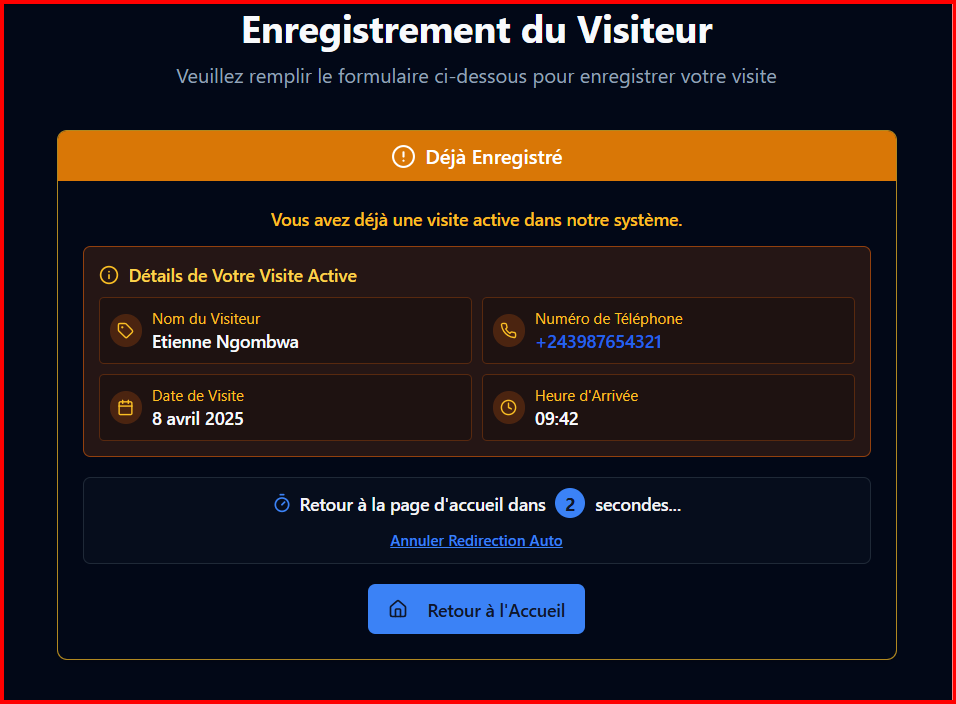 Enregistrement du Visiteur
Veuillez remplir le formulaire ci-dessous pour enregistrer votre visite
Déjà Enregistré
Vous avez déjà une visite active dans notre système.
Détails de Votre Visite Active
Nom du Visiteur
Etienne Ngombwa
Numéro de Téléphone
+243987654321
Date de Visite
8 avril 2025
Heure d'Arrivée
09:42
Retour à la page d'accueil dans 2 secondes...
Annuler Redirection Auto
Retour à l'Accueil